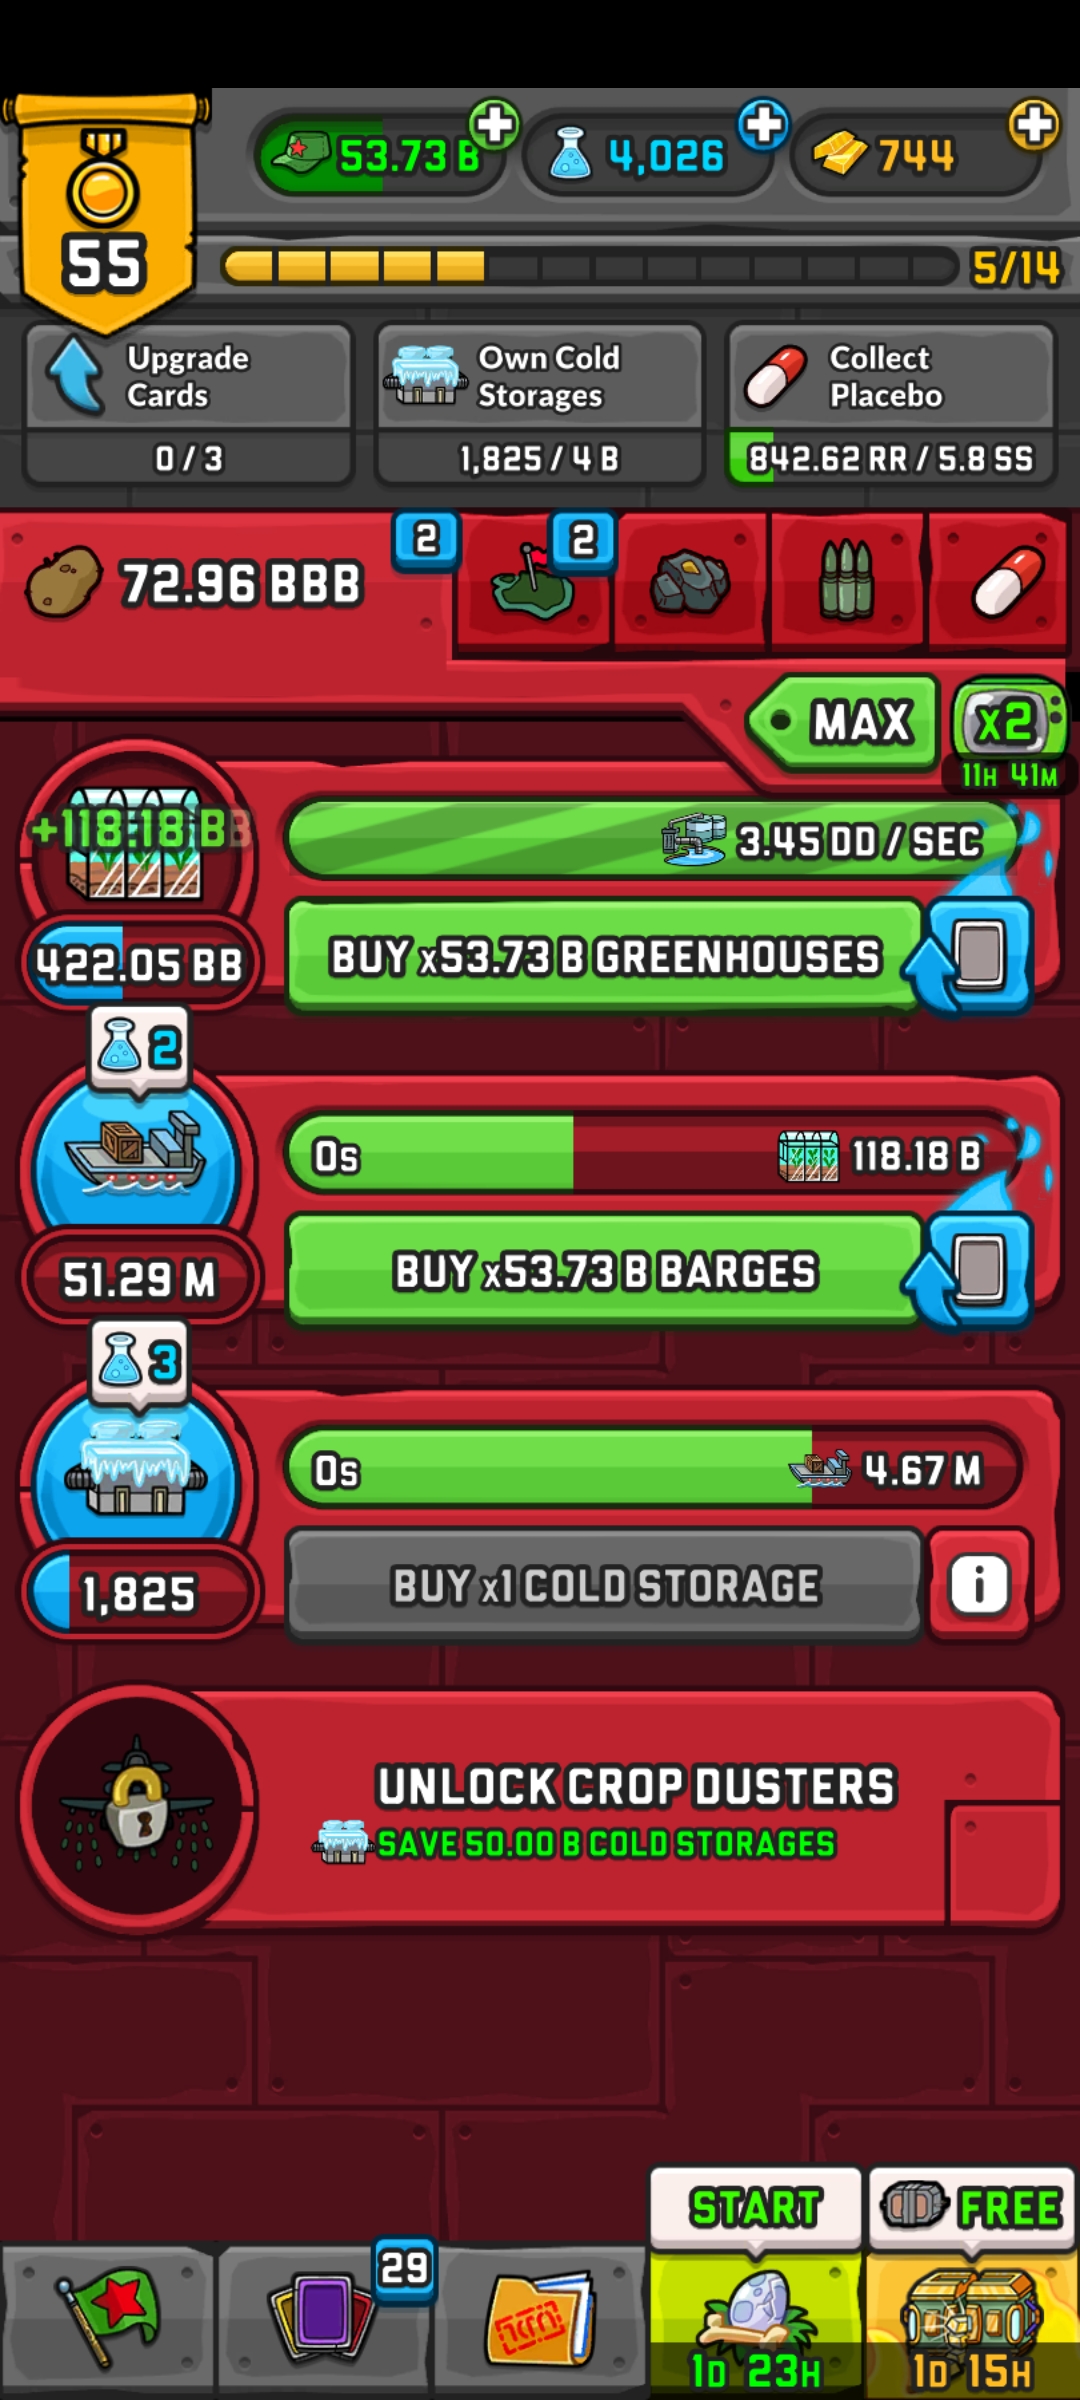 53.73 B
4,026
744
55
5/14
Upgrade
Cards
0 / 3
Own Cold
Storages
1,825 / 4 B
Collect
Placebo
842.62 RR / 5.8 SS
72.96 BBB
2
2
MAX
x2
11H 41M
+118.18 BB
3.45 DD / SEC
422.05 BB
BUY x53.73 B GREENHOUSES
2
0s
118.18 B
51.29 M
BUY x53.73 B BARGES
3
0s
4.67 M
1,825
BUY x1 COLD STORAGE
i
UNLOCK CROP DUSTERS
SAVE 50.00 B COLD STORAGES
START
FREE
29
1D 23H
1D 15H